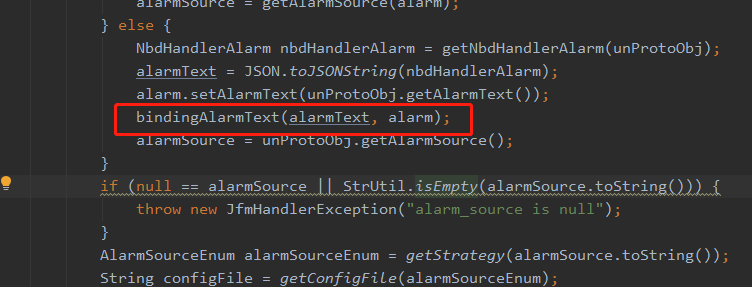 alarmSource = getAlarmSource(alarm);
} else {
NbdHandlerAlarm nbdHandlerAlarm = getNbdHandlerAlarm(unProtoObj);
alarmText = JSON.toJSONString(nbdHandlerAlarm);
alarm.setAlarmText(unProtoObj.getAlarmText());
bindingAlarmText(alarmText, alarm);
alarmSource = unProtoObj.getAlarmSource();
}
if (null == alarmSource || StrUtil.isEmpty(alarmSource.toString())) {
throw new JfmHandlerException("alarm_source is null");
}
AlarmSourceEnum alarmSourceEnum = getStrategy(alarmSource.toString());
String configFile = getConfigFile(alarmSourceEnum);